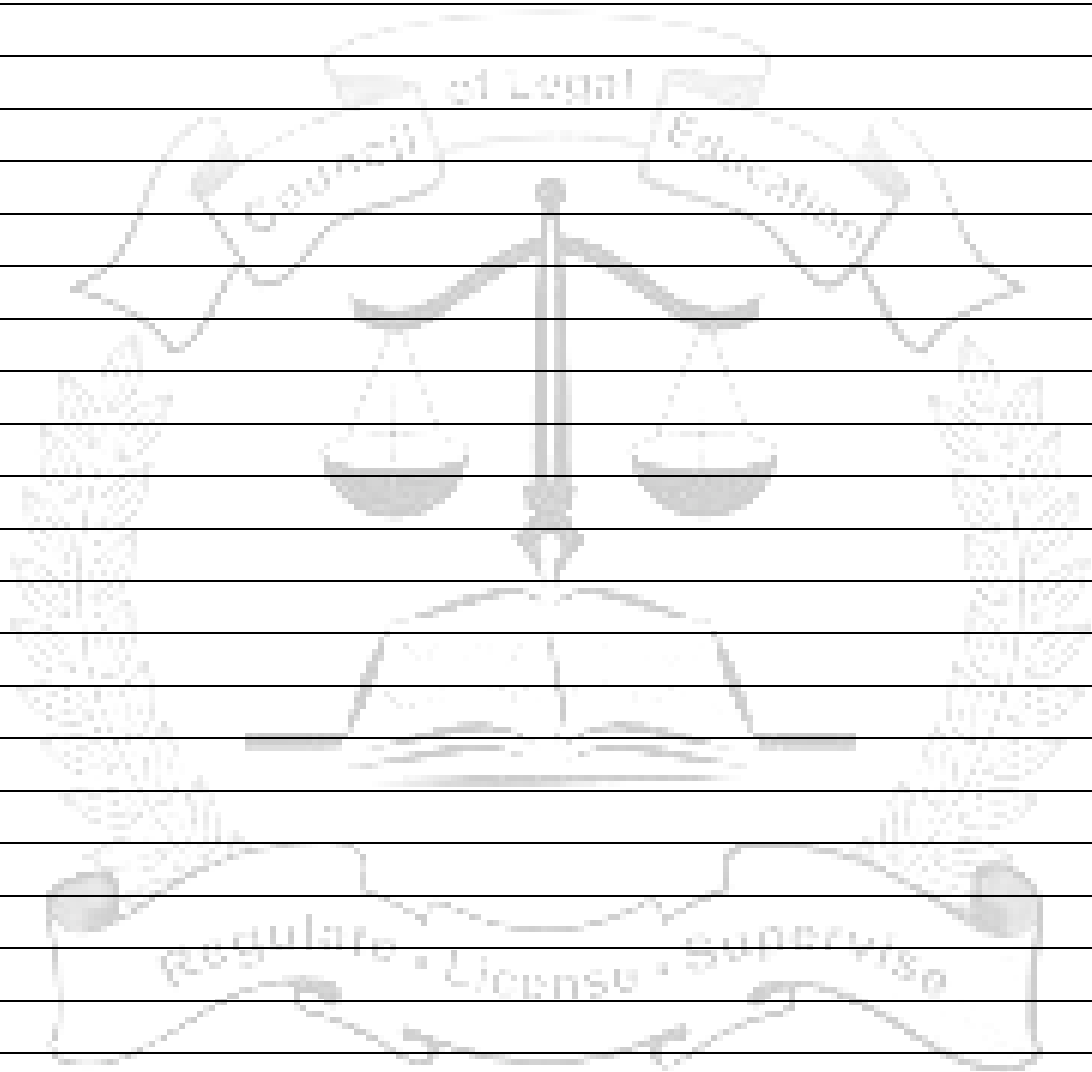 Council of Legal Education
Regulate · License · Supervise